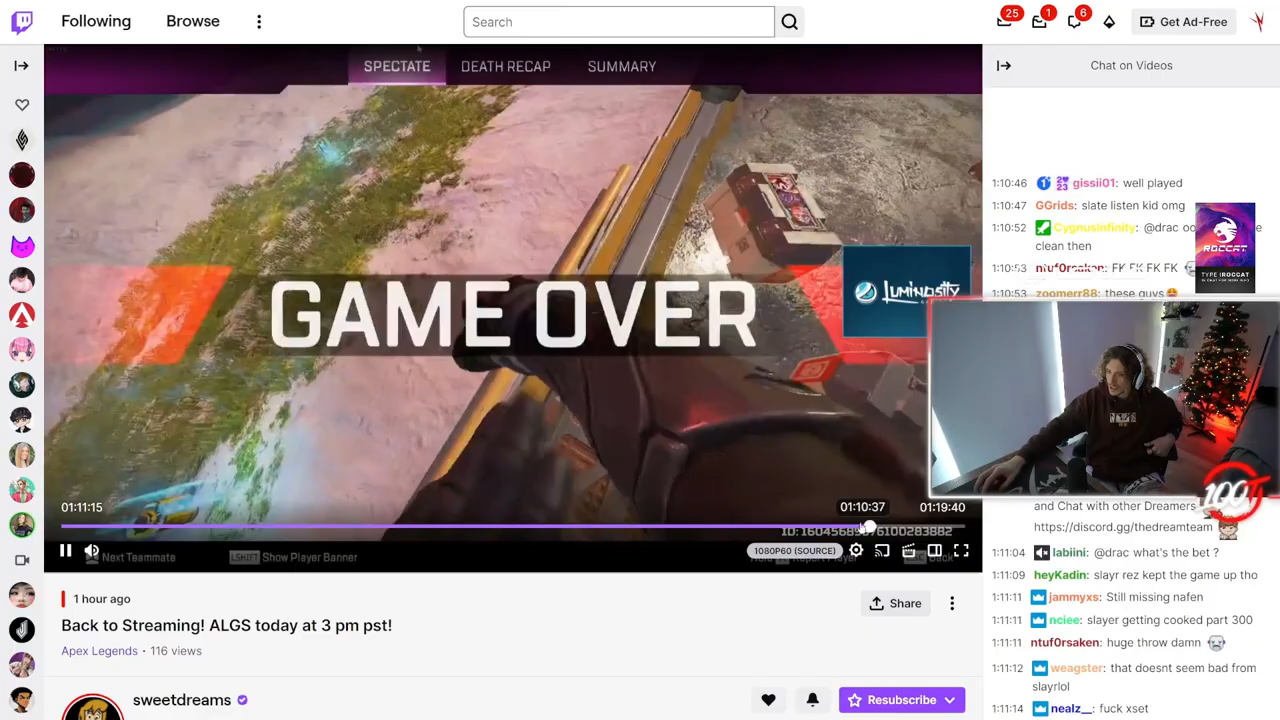 Following
Browse
Search
25
1
6
Get Ad-Free
SPECTATE
DEATH RECAP
SUMMARY
Chat on Videos
GAME OVER
LUMINOSITY
GAMING
1:10:46 gissii01: well played
1:10:47 GGrids: slate listen kid omg
1:10:52 Cygnusinfinity: @drac
clean then
1:10:53 ntuf0rsaken: FK FK FK FK
1:10:53 zoomerr88: these guys
ROCCAT
TYPE !ROCCAT
100T
and Chat with other Dreamers
https://discord.gg/thedreamteam
1:11:04 labiini: @drac what's the bet ?
1:11:09 heyKadin: slayr rez kept the game up tho
1:11:11 jammyxs: Still missing nafen
1:11:11 nciee: slayer getting cooked part 300
1:11:11 ntuf0rsaken: huge throw damn
1:11:12 weagster: that doesnt seem bad from
slayrlol
1:11:14 nealz__: fuck xset
01:11:15
01:10:37
01:19:40
Next Teammate
LSHIFT
Show Player Banner
1080P60 (SOURCE)
1 hour ago
Share
Back to Streaming! ALGS today at 3 pm pst!
Apex Legends • 116 views
sweetdreams
Resubscribe